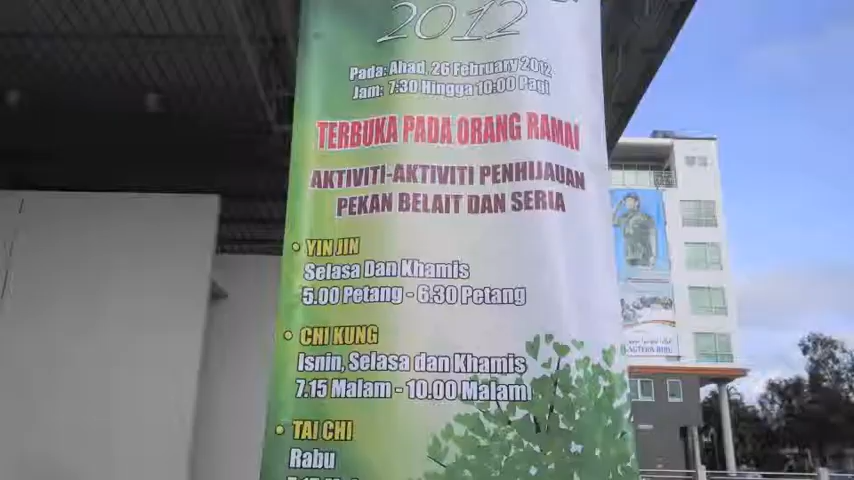 2012
Pada: Ahad, 26 February 2012
Jam: 7:30 Hingga 10:00 Pagi
TERBUKA PADA ORANG RAMAI
AKTIVITI-AKTIVITI PENHIJAUAN
PEKAN BELAIT DAN SERIA
YIN JIN
Selasa Dan Khamis
5.00 Petang - 6.30 Petang
CHI KUNG
Isnin, Selasa dan Khamis
7.15 Malam - 10.00 Malam
TAI CHI
Rabu